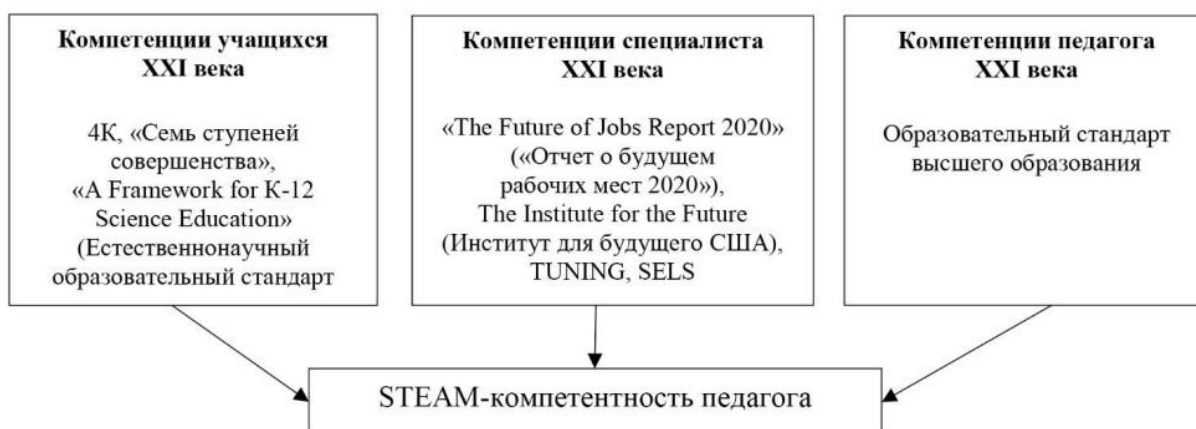 Компетенции учащихся
XXI века
4К, «Семь ступеней
совершенства»,
«A Framework for K-12
Science Education»
(Естественнонаучный
образовательный стандарт
Компетенции специалиста
XXI века
«The Future of Jobs Report 2020»
(«Отчет о будущем
рабочих мест 2020»),
The Institute for the Future
(Институт для будущего США),
TUNING, SELS
Компетенции педагога
XXI века
Образовательный стандарт
высшего образования
STEAM-компетентность педагога